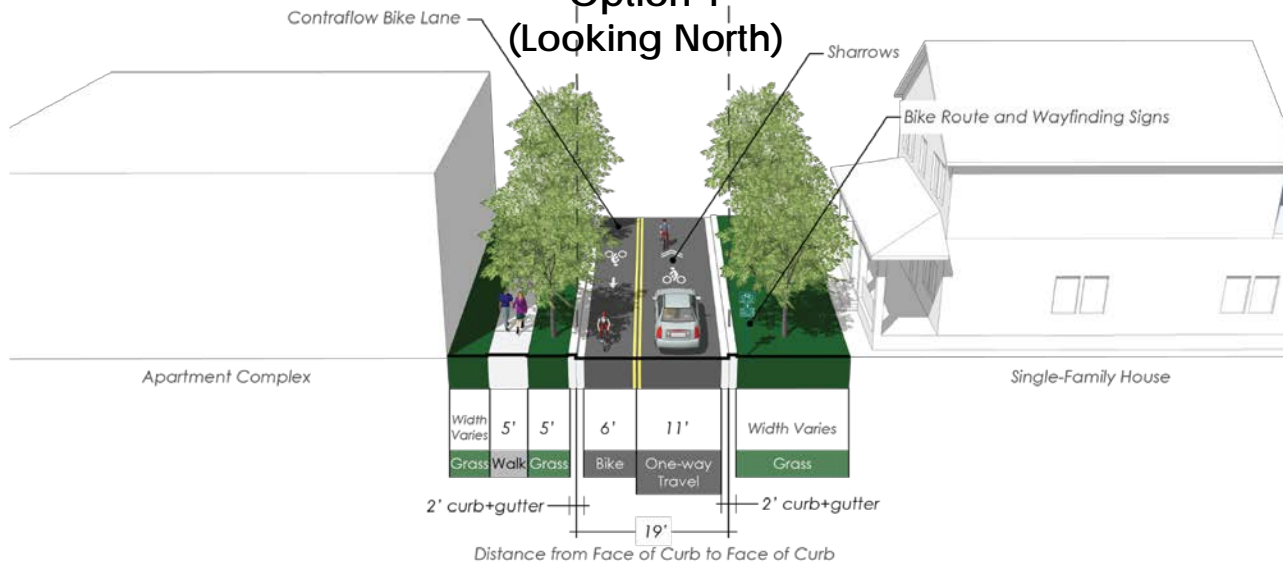 Option 1
(Looking North)
Contraflow Bike Lane
Sharrows
Bike Route and Wayfinding Signs
Apartment Complex
Single-Family House
Width
Varies
5'
5'
6'
11'
Width Varies
Grass
Walk
Grass
Bike
One-way
Travel
Grass
2' curb+gutter
2' curb+gutter
19'
Distance from Face of Curb to Face of Curb